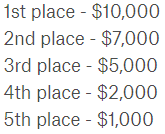 1st place - $10,000
2nd place - $7,000
3rd place - $5,000
4th place - $2,000
5th place - $1,000